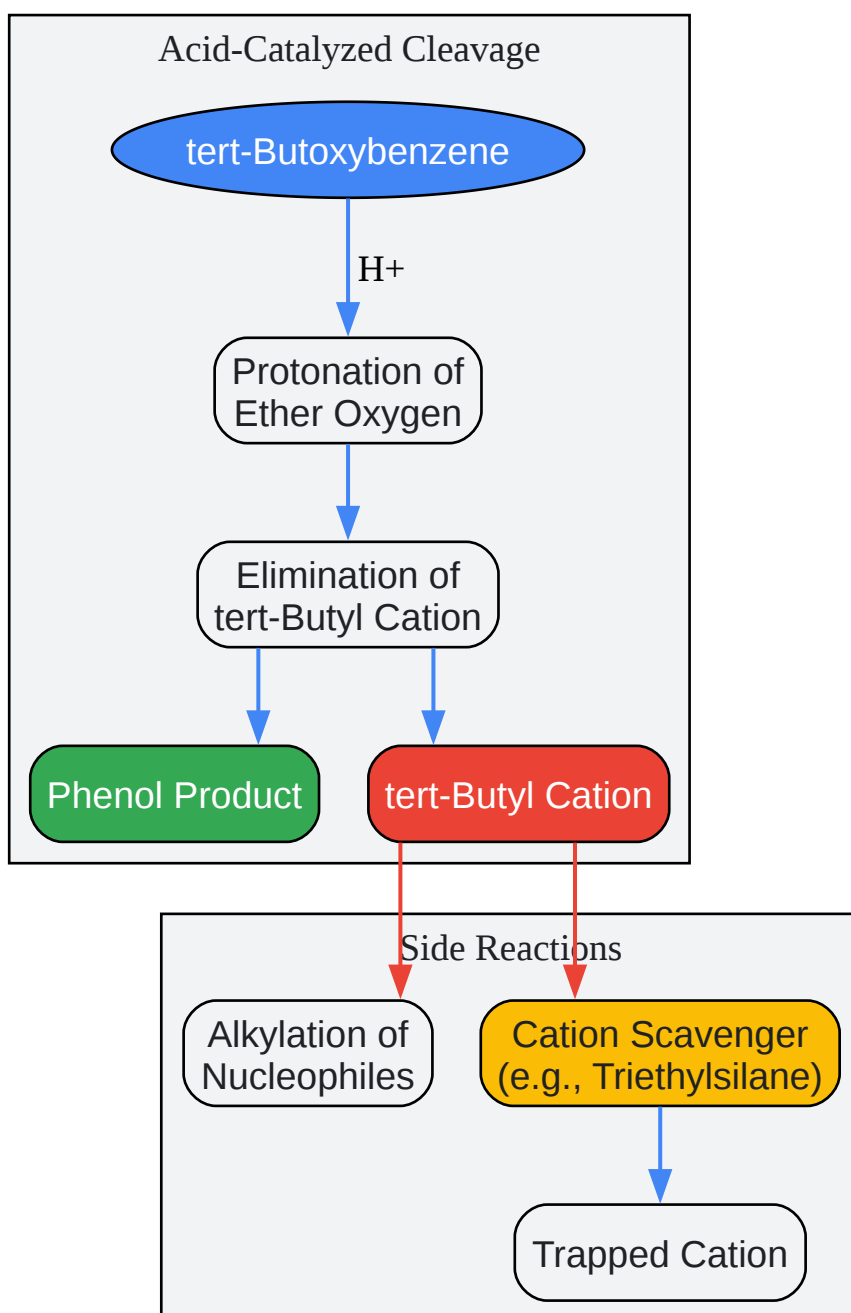 Acid-Catalyzed Cleavage
tert-Butoxybenzene
H+
Protonation of
Ether Oxygen
Elimination of
tert-Butyl Cation
Phenol Product
tert-Butyl Cation
Side Reactions
Alkylation of
Nucleophiles
Cation Scavenger
(e.g., Triethylsilane)
Trapped Cation